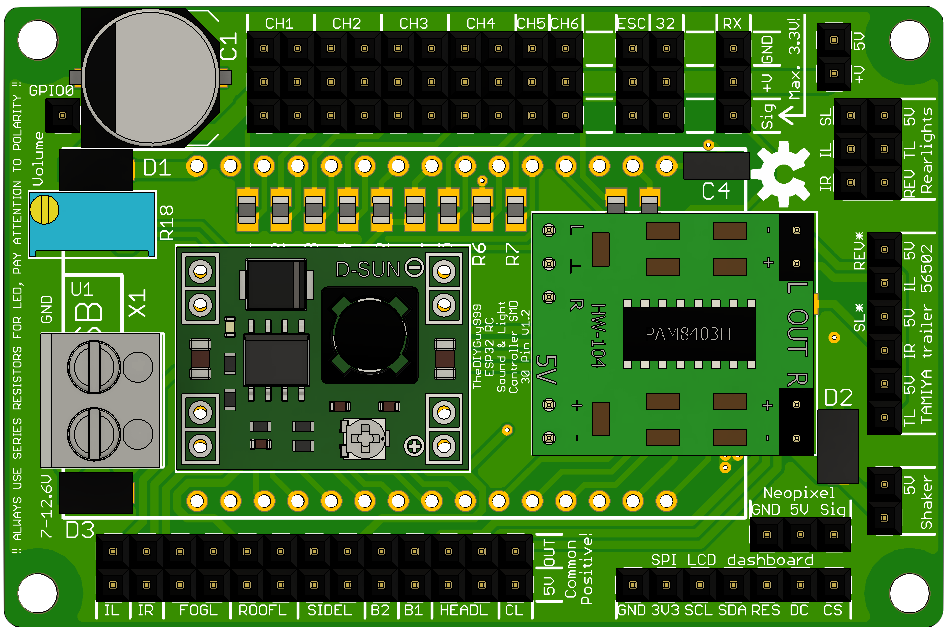 CH1 CH2 CH3 CH4 CH5 CH6 ESC 32 RX
GND
+V
Sig
Max. 3.3V!
5V
+V
C1
GPIO0
Volume
!! ALWAYS USE SERIES RESISTORS FOR LED, PAY ATTENTION TO POLARITY !!
D1
C4
SL 5V
IL TL
IR REV
Rearlights
R18
R6
R7
U1
SB
X1
GND
7-12.6V
D3
D-SUN
TheDIYGuy999
ESP32 RC
Sound & Light
Controller SMD
30 Pin V1.2
L
T
R
5V
+
-
HW-104
PAM8403H
-
+
L OUT R
+
-
D2
REV*
SL*
5V
IL
5V
IR
5V
TL
TAMIYA trailer 56502
5V
Shaker
Neopixel
GND 5V Sig
SPI LCD dashboard
GND 3V3 SCL SDA RES DC CS
OUT
5V
Common
Positive!
IL IR FOGL ROOFL SIDEL B2 B1 HEADL CL